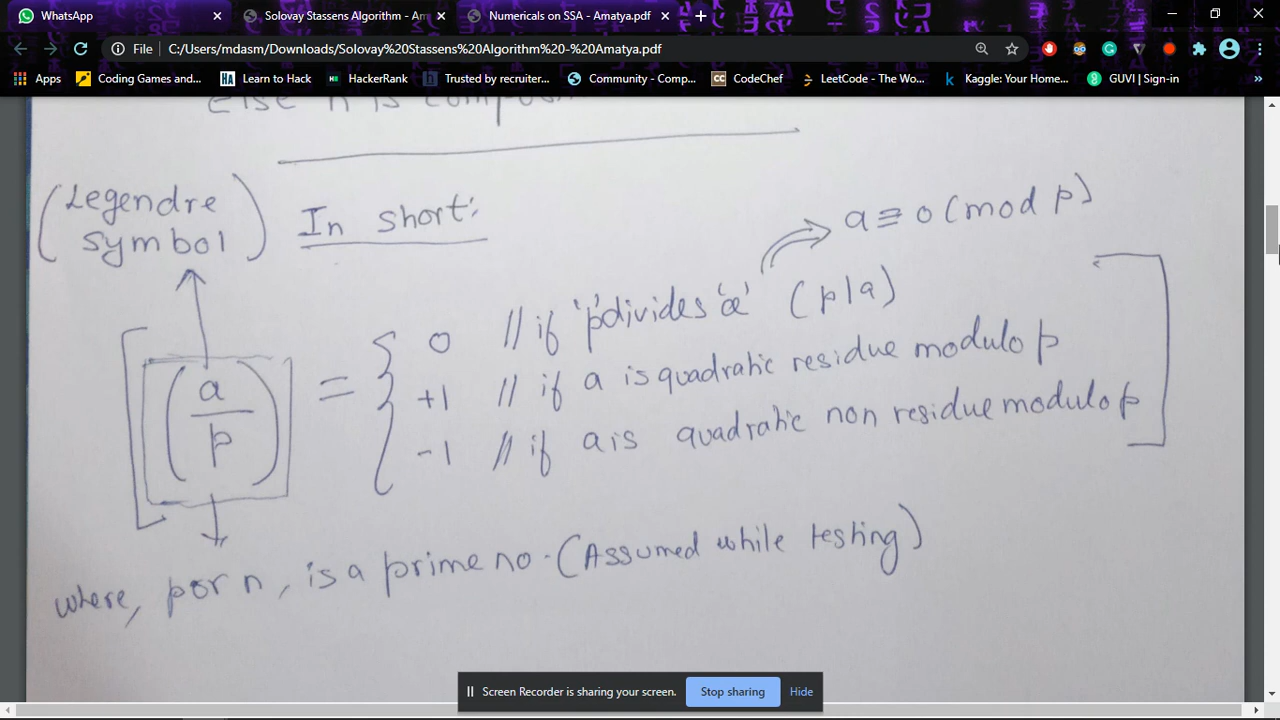 WhatsApp
Solovay Stassens Algorithm - Am
Numericals on SSA - Amatya.pdf
File
C:/Users/mdasm/Downloads/Solovay%20Stassens%20Algorithm%20-%20Amatya.pdf
Apps
Coding Games and...
Learn to Hack
HackerRank
Trusted by recruiter...
Community - Comp...
CodeChef
LeetCode - The Wo...
Kaggle: Your Home...
GUVI | Sign-in
Else n is
(Legendre symbol)
In short:
a ≡ 0 (mod p)
(a/p) = { 0 // if 'p' divides 'a' (p|a)
+1 // if a is quadratic residue modulo p
-1 // if a is quadratic non residue modulo p
where, p or n, is a prime no. (Assumed while testing)
Screen Recorder is sharing your screen.
Stop sharing
Hide